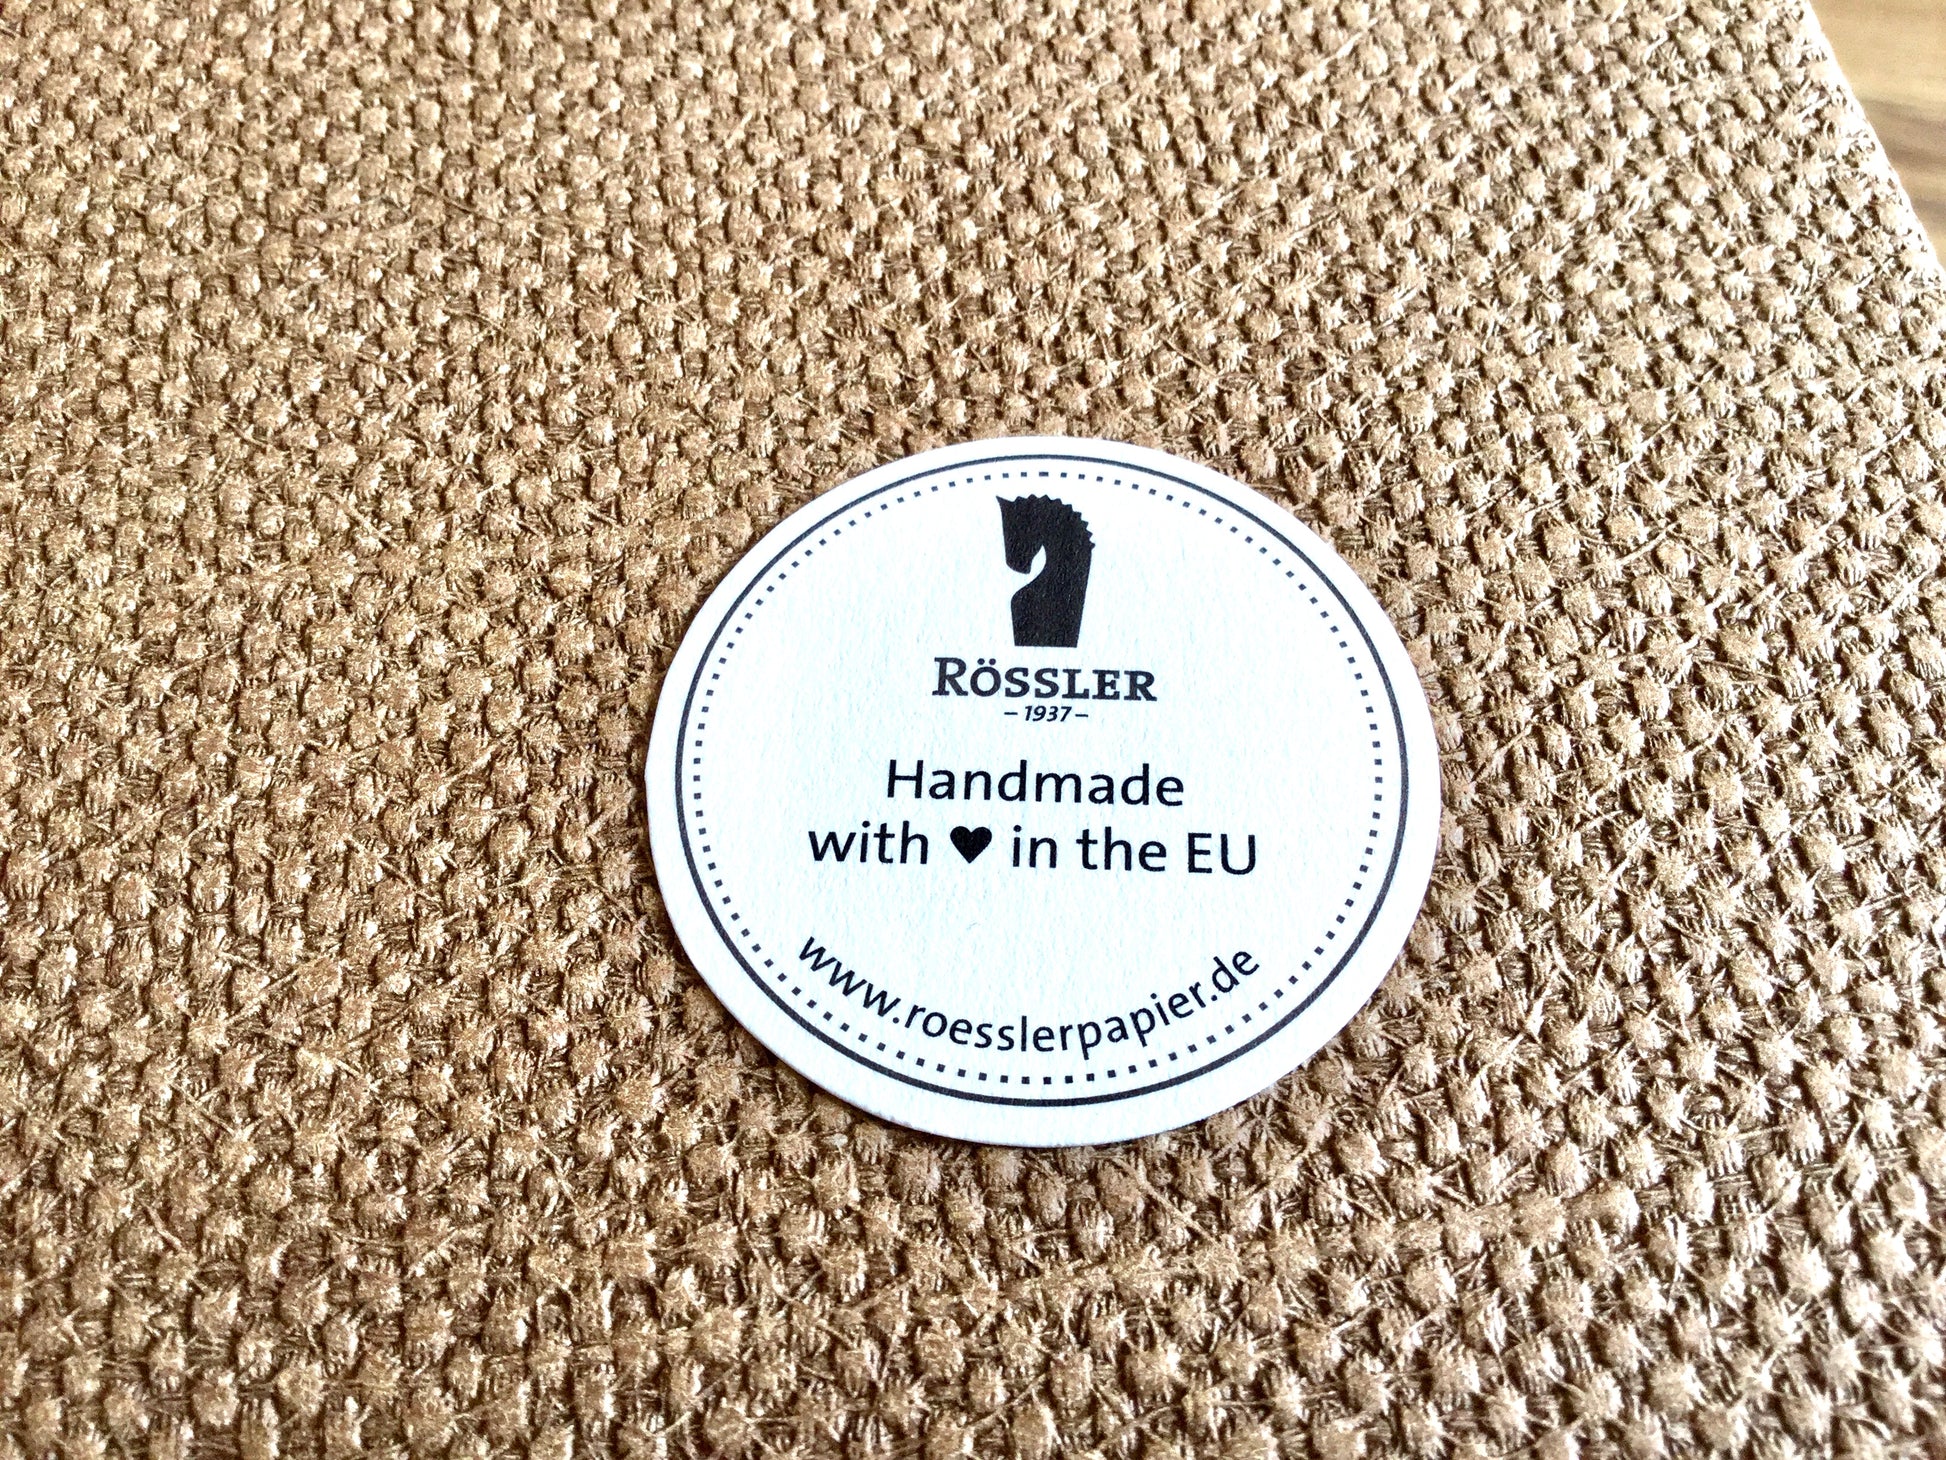 RÖSSLER
– 1937 –
Handmade
with ♥ in the EU
www.roesslerpapier.de